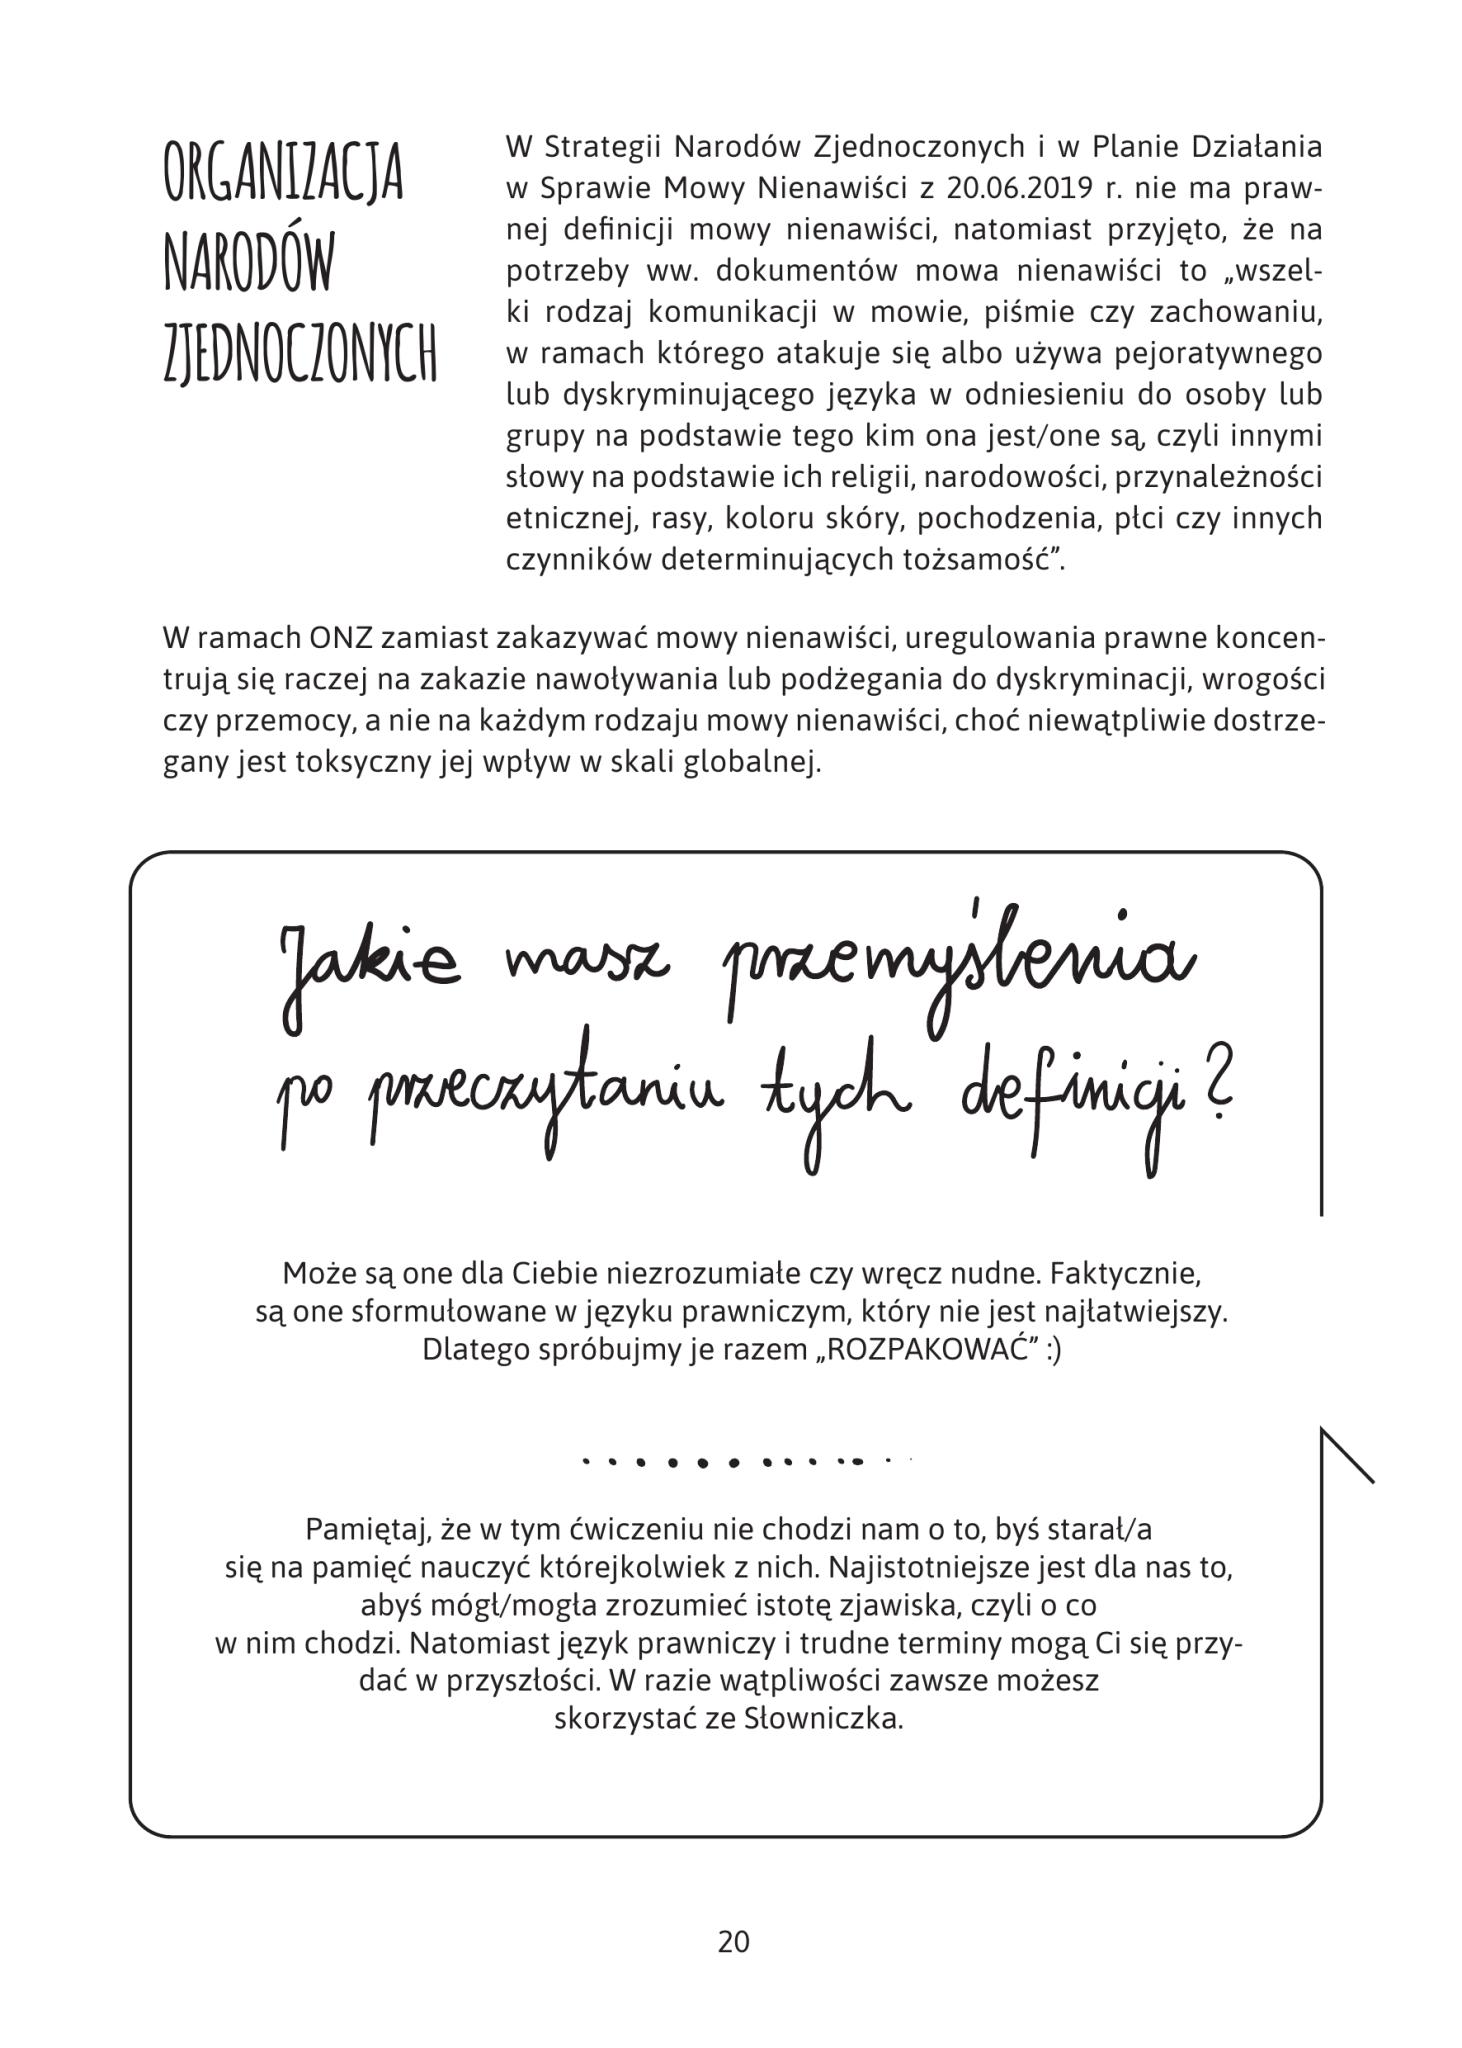 ORGANIZACJA
NARODÓW
ZJEDNOCZONYCH
W Strategii Narodów Zjednoczonych i w Planie Działania
w Sprawie Mowy Nienawiści z 20.06.2019 r. nie ma praw-
nej definicji mowy nienawiści, natomiast przyjęto, że na
potrzeby ww. dokumentów mowa nienawiści to „wszel-
ki rodzaj komunikacji w mowie, piśmie czy zachowaniu,
w ramach którego atakuje się albo używa pejoratywnego
lub dyskryminującego języka w odniesieniu do osoby lub
grupy na podstawie tego kim ona jest/one są, czyli innymi
słowy na podstawie ich religii, narodowości, przynależności
etnicznej, rasy, koloru skóry, pochodzenia, płci czy innych
czynników determinujących tożsamość”.
W ramach ONZ zamiast zakazywać mowy nienawiści, uregulowania prawne koncen-
trują się raczej na zakazie nawoływania lub podżegania do dyskryminacji, wrogości
czy przemocy, a nie na każdym rodzaju mowy nienawiści, choć niewątpliwie dostrze-
gany jest toksyczny jej wpływ w skali globalnej.
Jakie masz przemyślenia
po przeczytaniu tych definicji?
Może są one dla Ciebie niezrozumiałe czy wręcz nudne. Faktycznie,
są one sformułowane w języku prawniczym, który nie jest najłatwiejszy.
Dlatego spróbujmy je razem „ROZPAKOWAĆ” :)
Pamiętaj, że w tym ćwiczeniu nie chodzi nam o to, byś starał/a
się na pamięć nauczyć którejkolwiek z nich. Najistotniejsze jest dla nas to,
abyś mógł/mogła zrozumieć istotę zjawiska, czyli o co
w nim chodzi. Natomiast język prawniczy i trudne terminy mogą Ci się przy-
dać w przyszłości. W razie wątpliwości zawsze możesz
skorzystać ze Słowniczka.
20